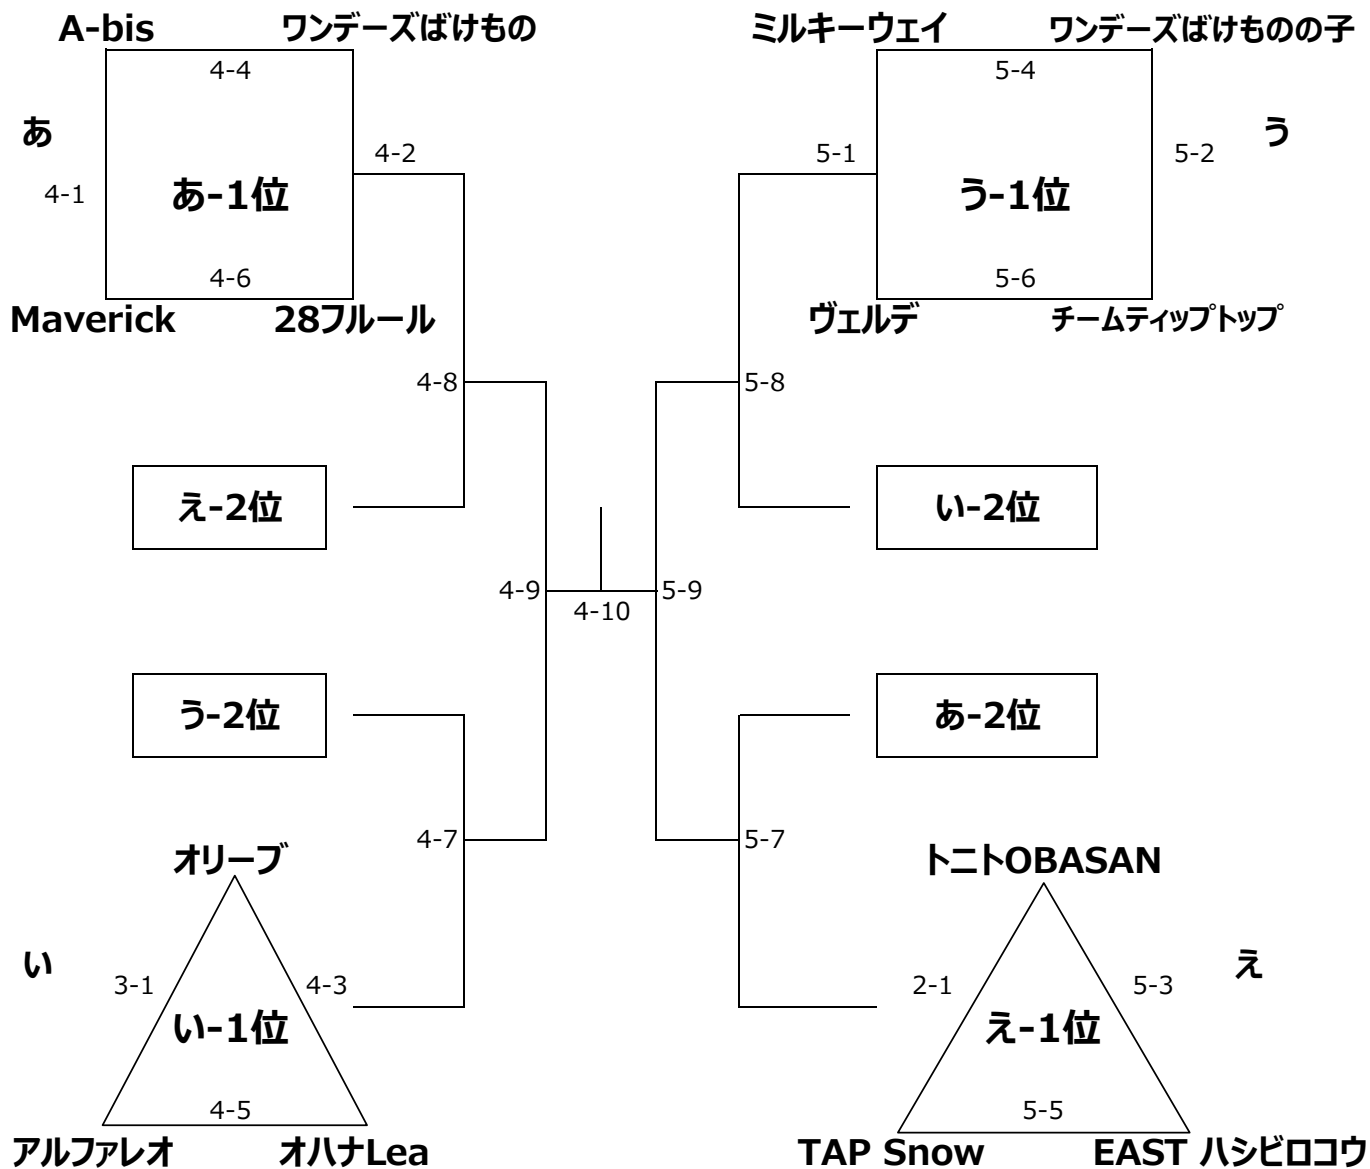 A-bis ワンデーズばけもの ミルキーウェイ ワンデーズばけものの子
4-4 5-4
あ 4-2 5-1 5-2 う
4-1 あ-1位 う-1位
4-6 5-6
Maverick 28フルール ヴェルデ チームティップトップ
4-8 5-8
え-2位 い-2位
4-9 4-10 5-9
う-2位 あ-2位
4-7 5-7
オリーブ トニトOBASAN
い え
3-1 4-3 2-1 5-3
い-1位 え-1位
4-5 5-5
アルファレオ オハナLea TAP Snow EAST ハシビロコウ